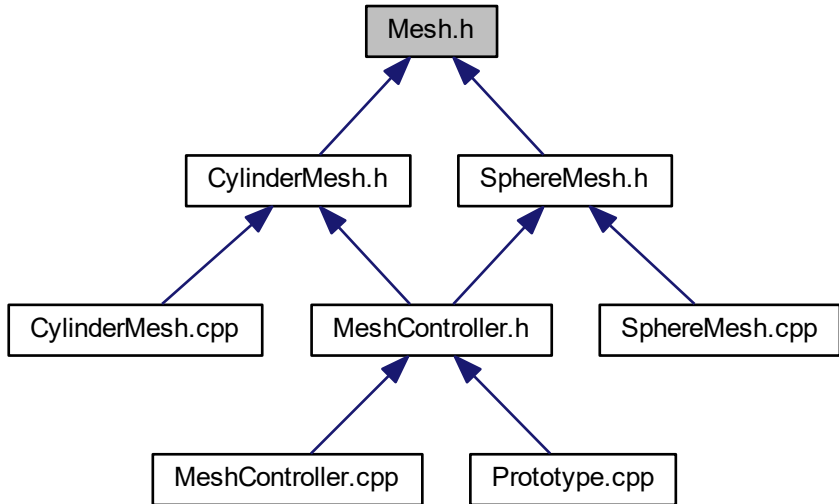 Mesh.h
CylinderMesh.h
SphereMesh.h
CylinderMesh.cpp
MeshController.h
SphereMesh.cpp
MeshController.cpp
Prototype.cpp